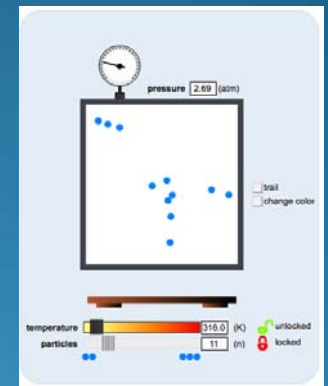 pressure 2.69 (atm)
trail
change color
temperature 316.0 (K) unlocked
particles 11 (n) locked